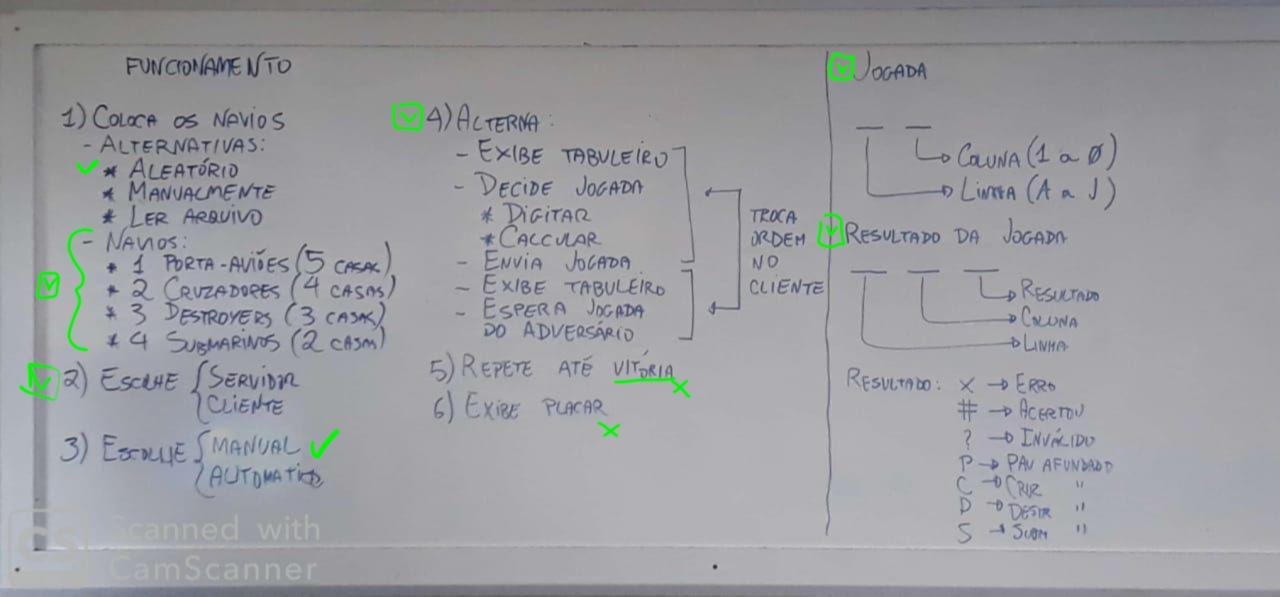 FUNCIONAMENTO
1) COLOCA OS NAVIOS
- ALTERNATIVAS:
* ALEATÓRIO
* MANUALMENTE
* LER ARQUIVO
- NAVIOS:
* 1 PORTA-AVIÕES (5 CASAS)
* 2 CRUZADORES (4 CASAS)
* 3 DESTROYERS (3 CASAS)
* 4 SUBMARINOS (2 CASAS)
2) ESCOLHE { SERVIDOR
CLIENTE
3) ESCOLHE { MANUAL
AUTOMATICO
4) ALTERNA:
- EXIBE TABULEIRO
- DECIDE JOGADA
* DIGITAR
* CALCULAR
- ENVIA JOGADA
- EXIBE TABULEIRO
- ESPERA JOGADA
DO ADVERSÁRIO
TROCA
ORDEM
NO
CLIENTE
5) REPETE ATÉ VITÓRIA
6) EXIBE PLACAR
JOGADA
COLUNA (1 a Ø)
LINHA (A a J)
RESULTADO DA JOGADA
RESULTADO
COLUNA
LINHA
RESULTADO: X → ERRO
# → ACERTOU
? → INVÁLIDO
P → PAV AFUNDADO
C → CRIR "
D → DESTR "
S → SUBM "
Scanned with
CS CamScanner